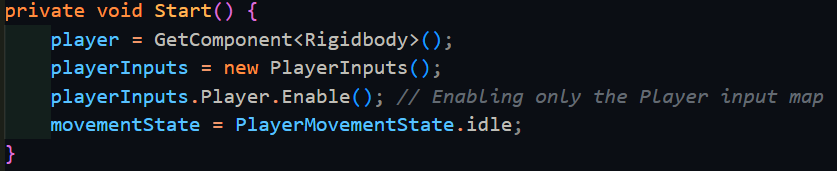 private void Start() {
    player = GetComponent<Rigidbody>();
    playerInputs = new PlayerInputs();
    playerInputs.Player.Enable(); // Enabling only the Player input map
    movementState = PlayerMovementState.idle;
}